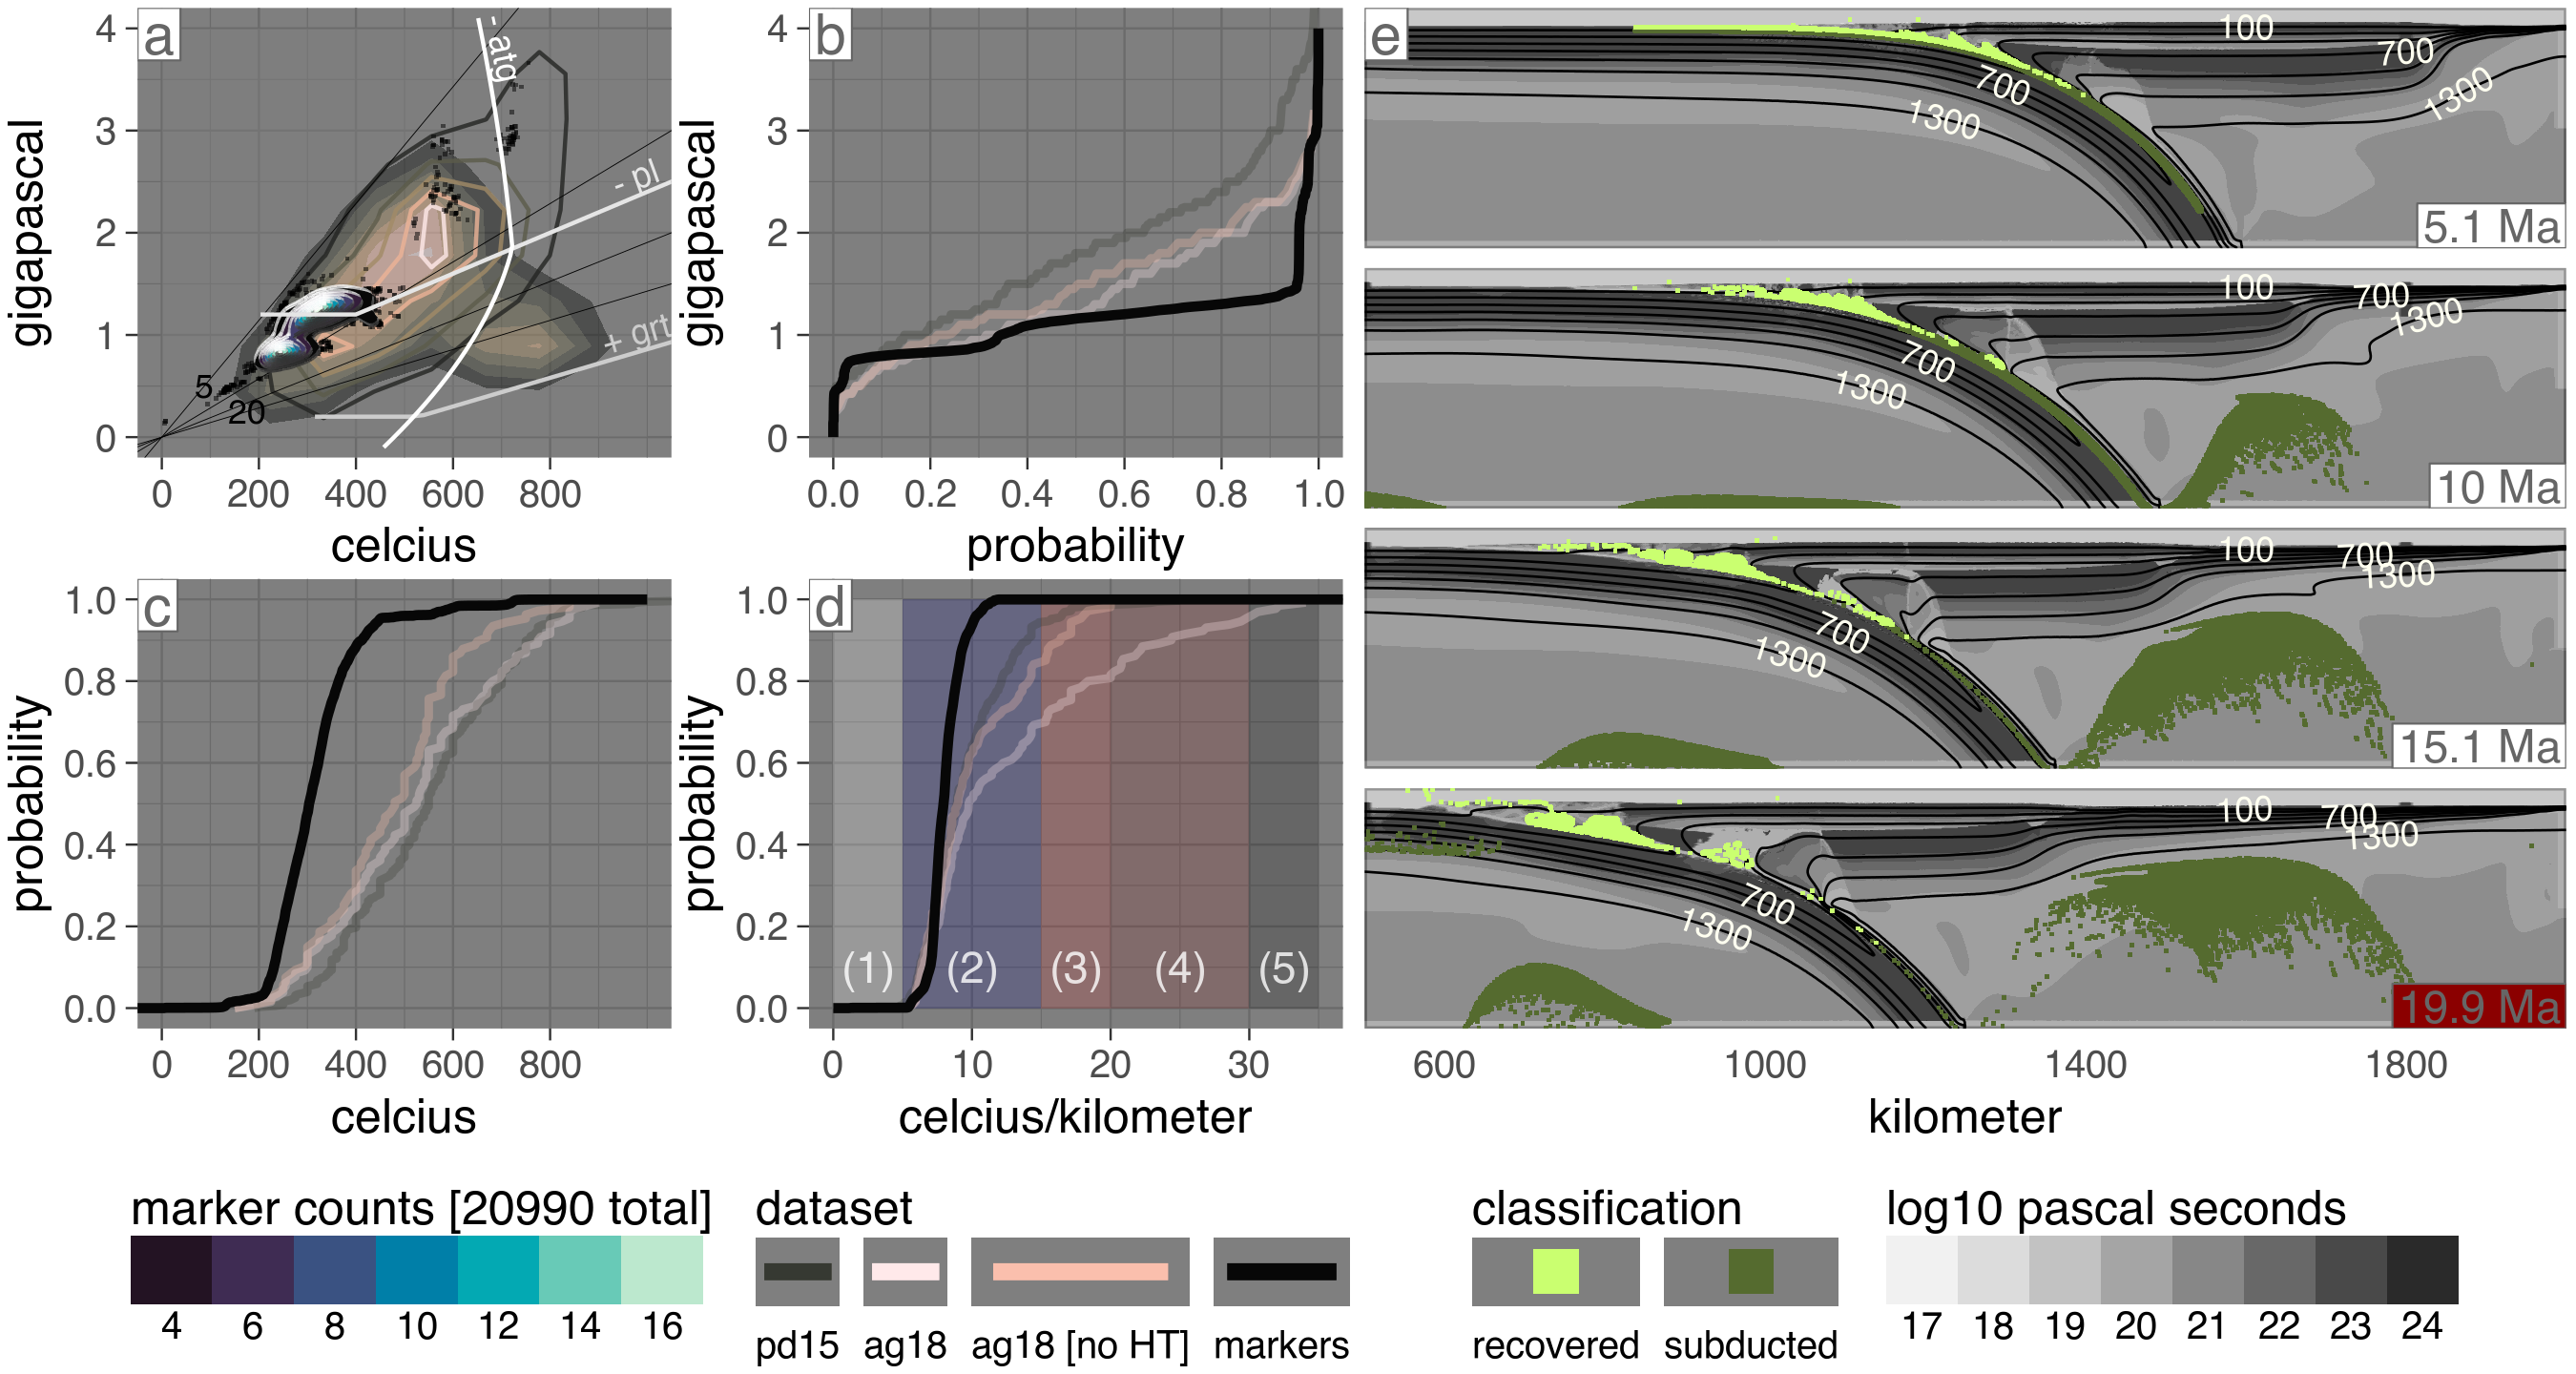 a
4
3
2
1
0
gigapascal
- atg
- pl
+ grt
5
20
0
200
400
600
800
celcius
b
4
3
2
1
0
gigapascal
0.0
0.2
0.4
0.6
0.8
1.0
probability
c
1.0
0.8
0.6
0.4
0.2
0.0
probability
0
200
400
600
800
celcius
d
1.0
0.8
0.6
0.4
0.2
0.0
probability
(1)
(2)
(3)
(4)
(5)
0
10
20
30
celcius/kilometer
e
100
700
700
1300
1300
5.1 Ma
100
700
1300
700
1300
10 Ma
100
700
1300
700
1300
15.1 Ma
100
700
1300
700
1300
19.9 Ma
600
1000
1400
1800
kilometer
marker counts [20990 total]
4
6
8
10
12
14
16
dataset
pd15
ag18
ag18 [no HT]
markers
classification
recovered
subducted
log10 pascal seconds
17
18
19
20
21
22
23
24